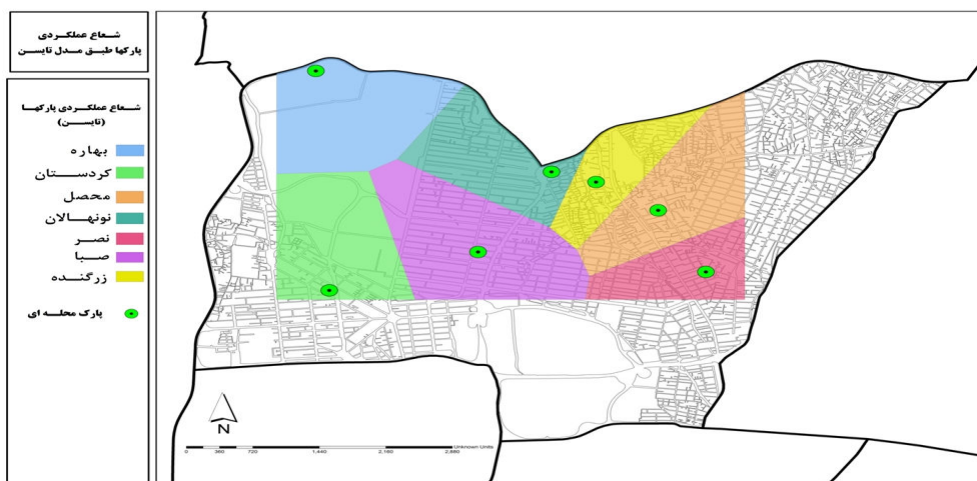 شعاع عملکردی
پارکها طبق مدل تایسن
شعاع عملکردی پارکها
(تایسن)
بهاره
کردستان
محصل
نونهالان
نصر
صبا
زرگنده
پارک محله ای
N
Unknown Units
0 360 720 1,440 2,160 2,880